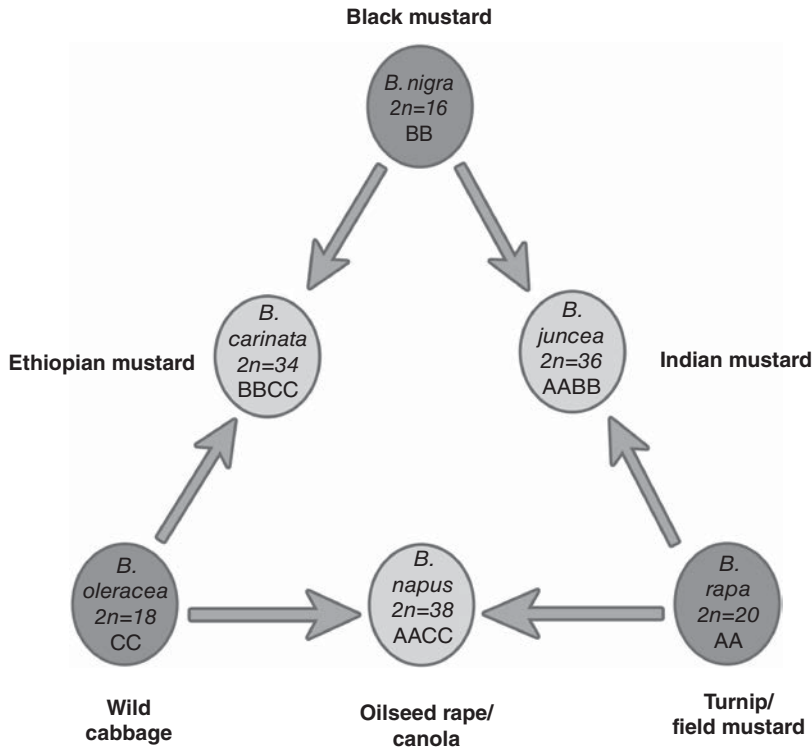 Black mustard
B. nigra
2n=16
BB
Ethiopian mustard
B.
carinata
2n=34
BBCC
B.
juncea
2n=36
AABB
Indian mustard
B.
oleracea
2n=18
CC
Wild
cabbage
B.
napus
2n=38
AACC
Oilseed rape/
canola
B.
rapa
2n=20
AA
Turnip/
field mustard